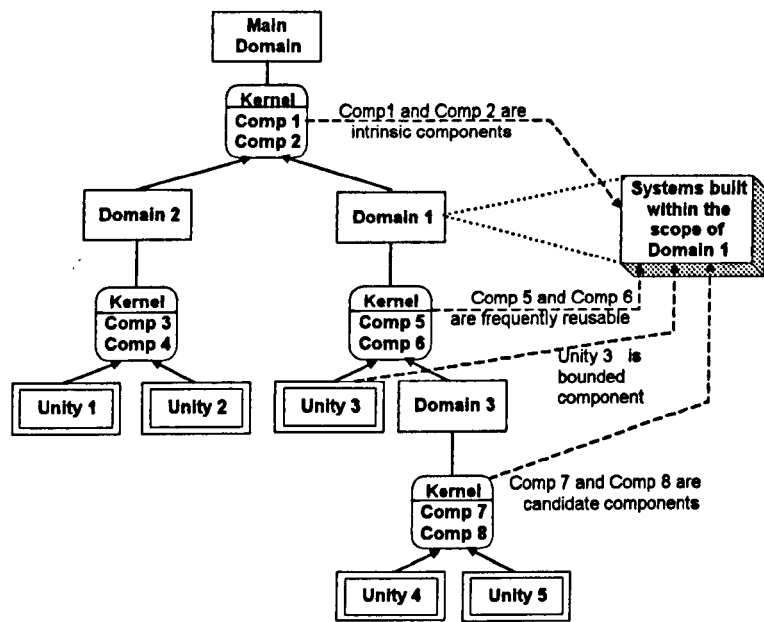 Main
Domain
Kernel
Comp 1
Comp 2
Comp1 and Comp 2 are
intrinsic components
Domain 2
Domain 1
Systems built
within the
scope of
Domain 1
Kernel
Comp 3
Comp 4
Kernel
Comp 5
Comp 6
Comp 5 and Comp 6
are frequently reusable
Unity 3 is
bounded
component
Unity 1
Unity 2
Unity 3
Domain 3
Kernel
Comp 7
Comp 8
Comp 7 and Comp 8 are
candidate components
Unity 4
Unity 5